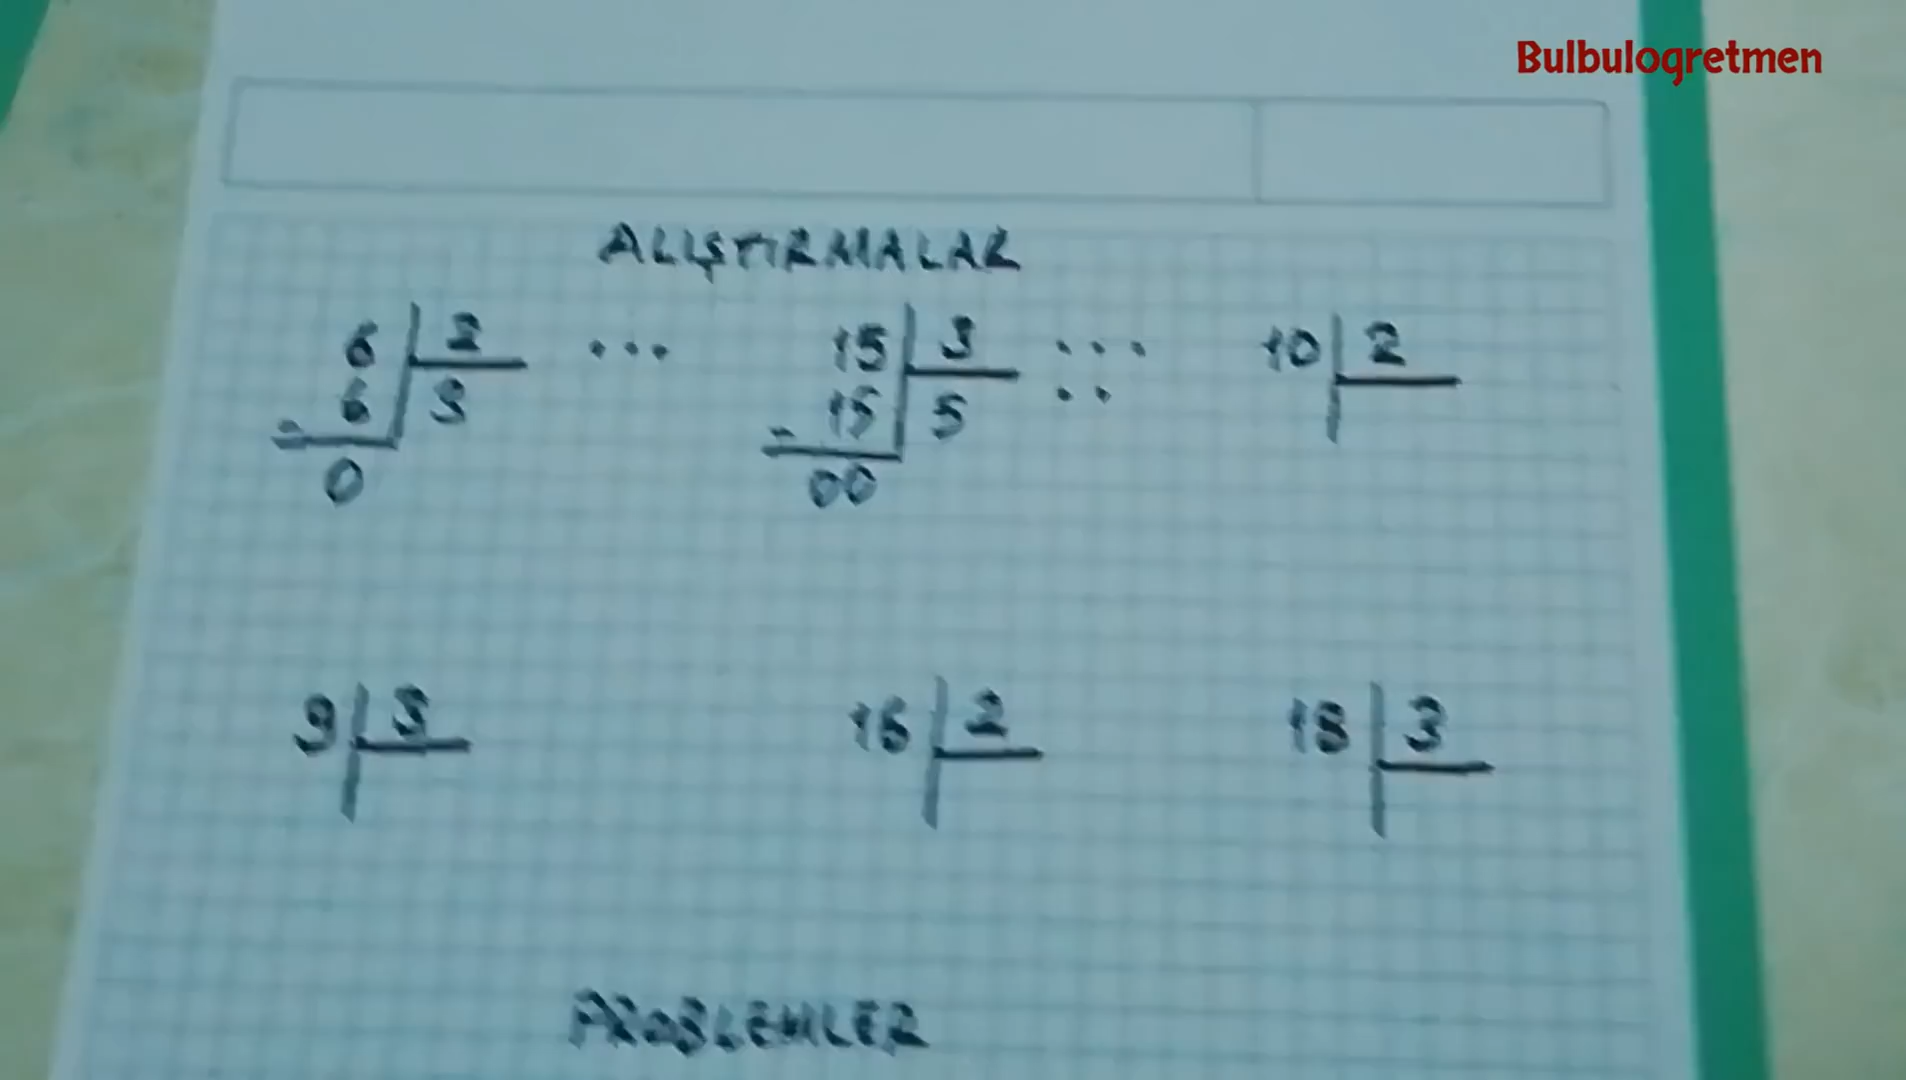 Bulbulogretmen
ALIŞTIRMALAR
6 2 ... 15 3 ... 10 2
- 6 3 - 15 5 ..
0 00
9 3 16 2 18 3
PROBLEMLER